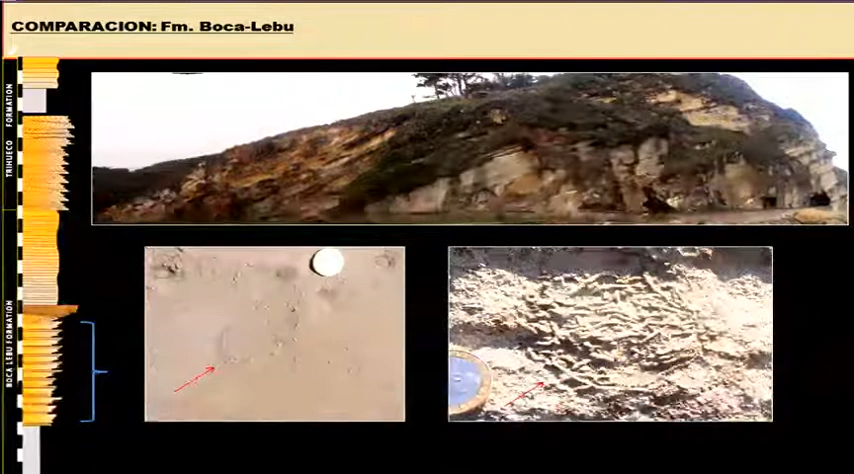 COMPARACION: Fm. Boca-Lebu
TRIHUECO FORMATION
BOCA LEBU FORMATION